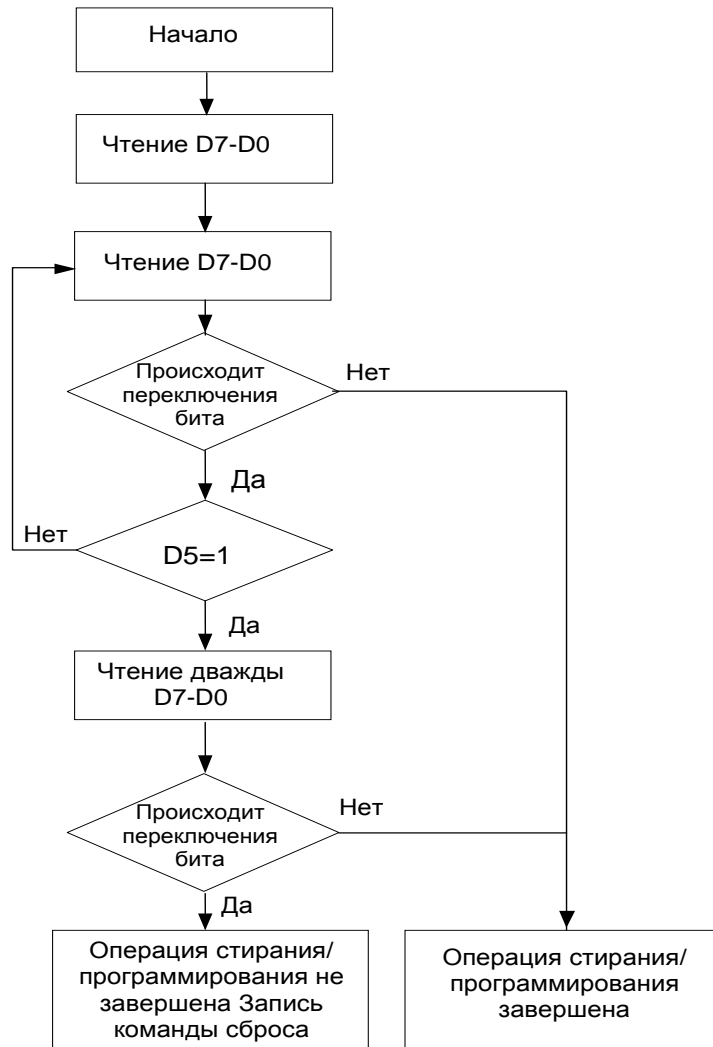 Начало
Чтение D7-D0
Чтение D7-D0
Происходит
переключения
бита
Нет
Да
Нет
D5=1
Да
Чтение дважды
D7-D0
Происходит
переключения
бита
Нет
Да
Операция стирания/
программирования не
завершена Запись
команды сброса
Операция стирания/
программирования
завершена